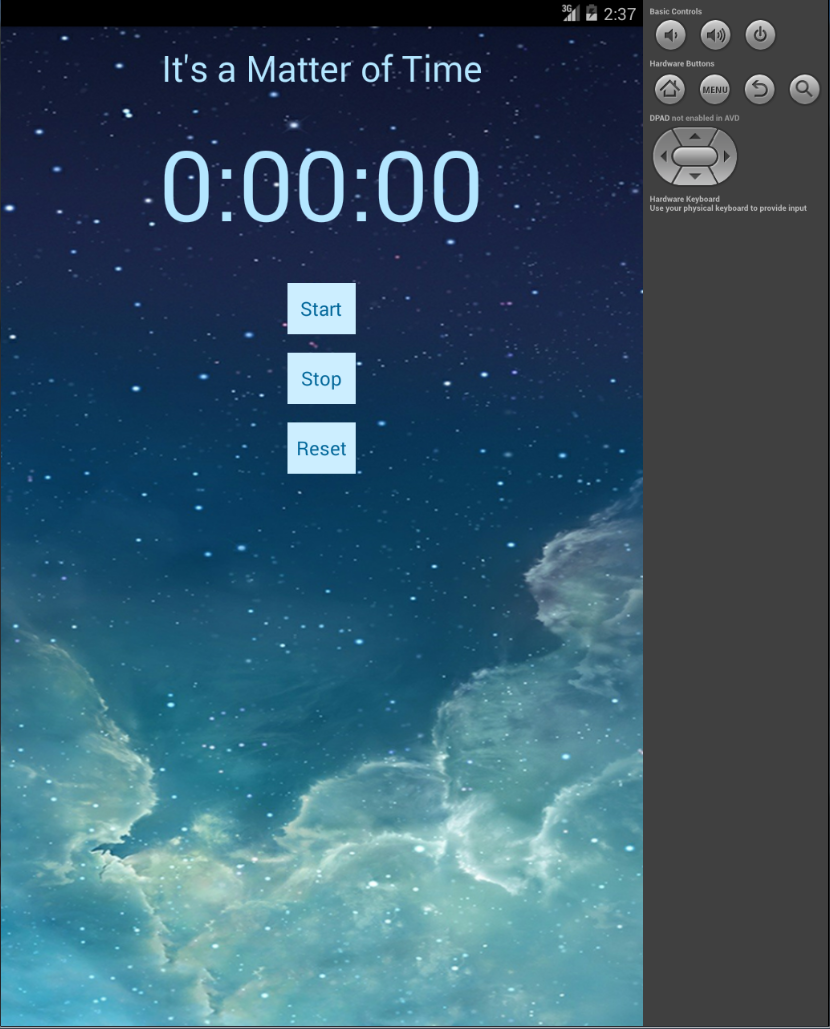 3G 2:37
It's a Matter of Time
0:00:00
Start
Stop
Reset
Basic Controls
Hardware Buttons
MENU
DPAD not enabled in AVD
Hardware Keyboard
Use your physical keyboard to provide input